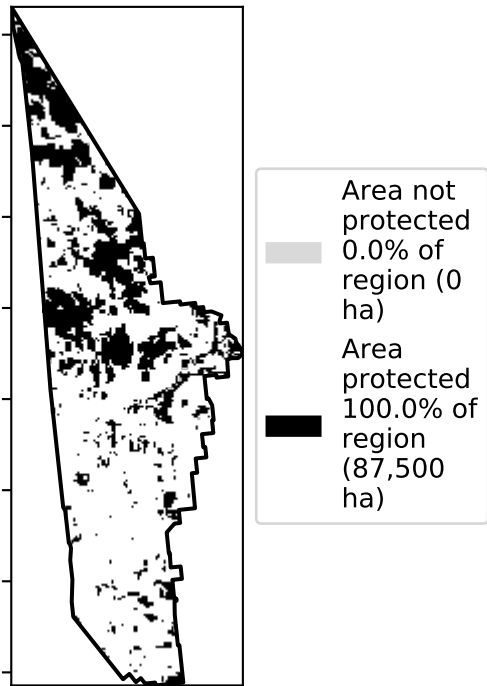 Area not
protected
0.0% of
region (0
ha)
Area
protected
100.0% of
region
(87,500
ha)